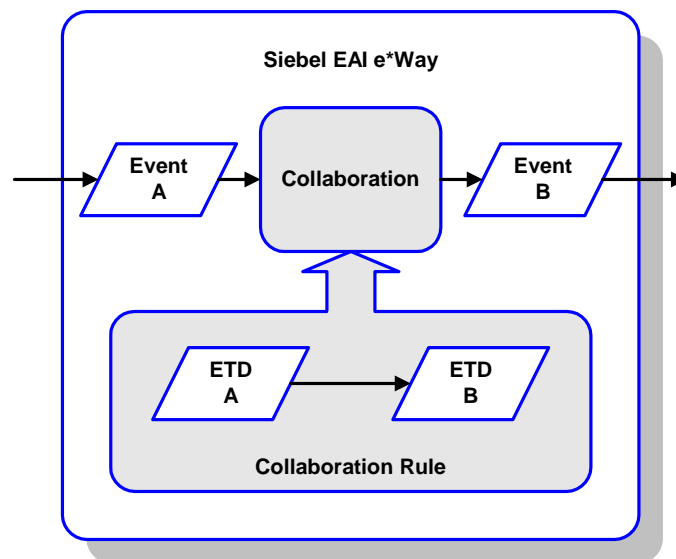 Siebel EAI e*Way
Event
A
Collaboration
Event
B
ETD
A
ETD
B
Collaboration Rule